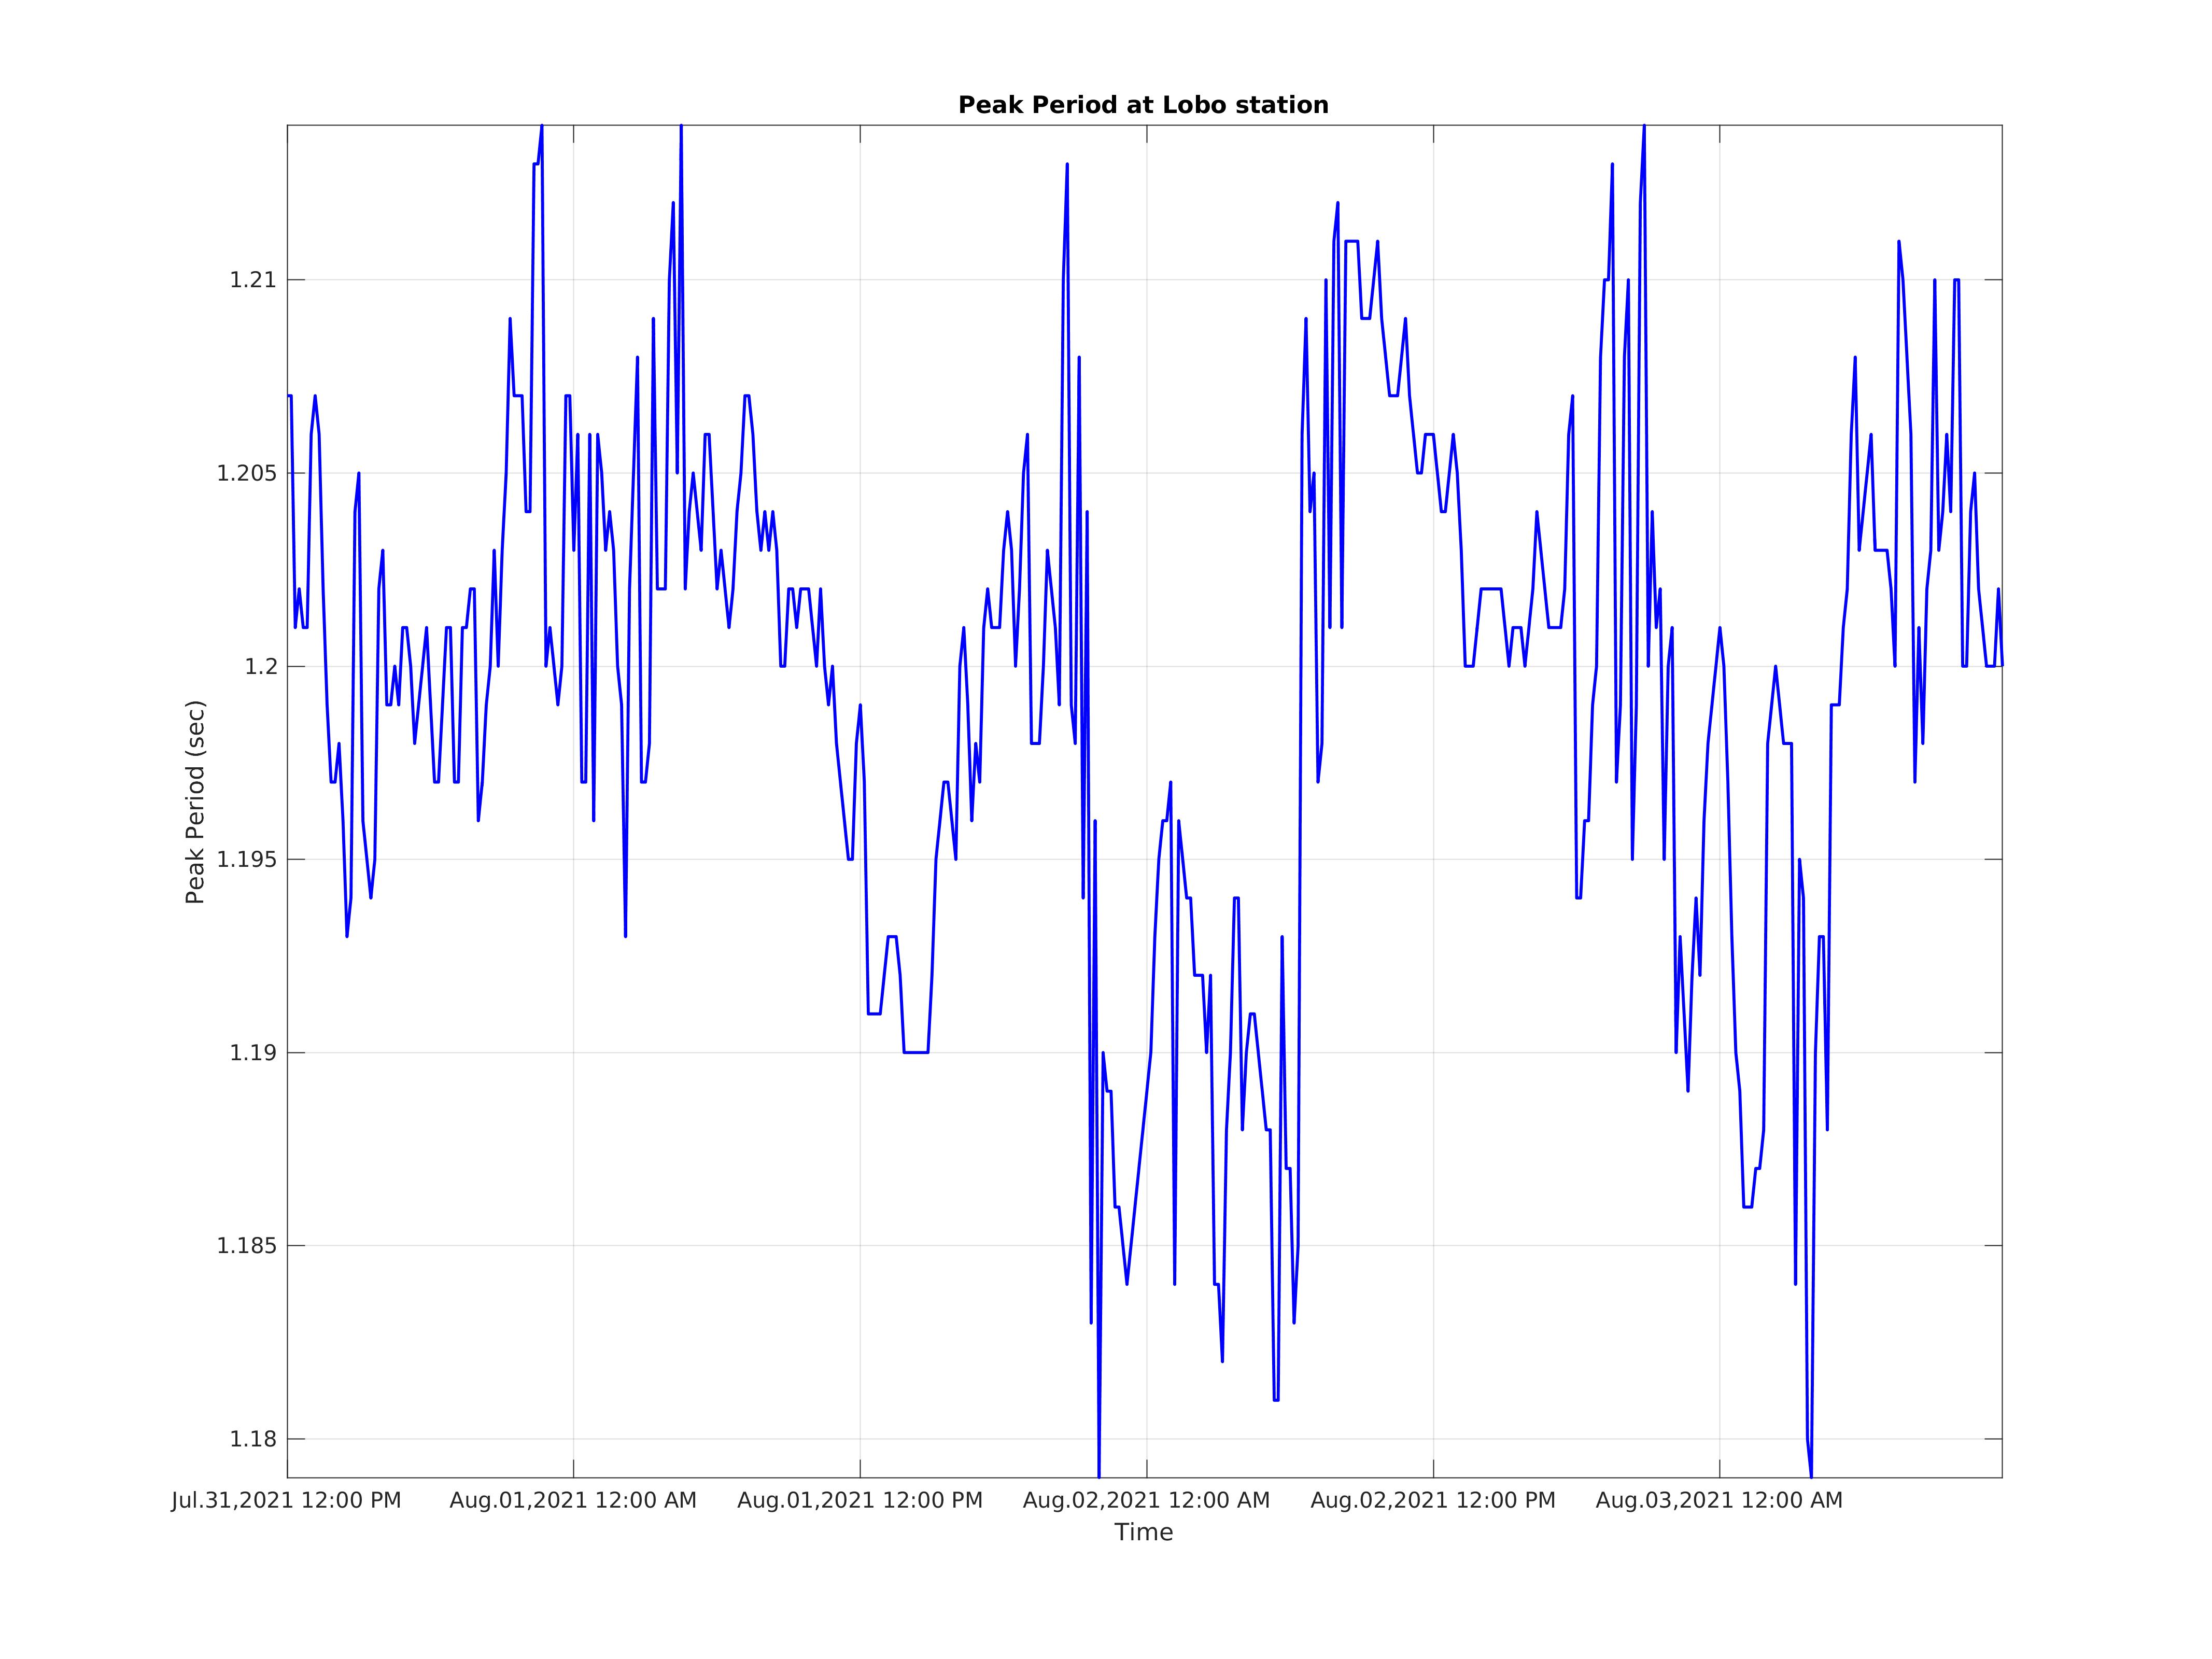 Peak Period at Lobo station
Peak Period (sec)
1.21
1.205
1.2
1.195
1.19
1.185
1.18
Jul.31,2021 12:00 PM
Aug.01,2021 12:00 AM
Aug.01,2021 12:00 PM
Aug.02,2021 12:00 AM
Aug.02,2021 12:00 PM
Aug.03,2021 12:00 AM
Time